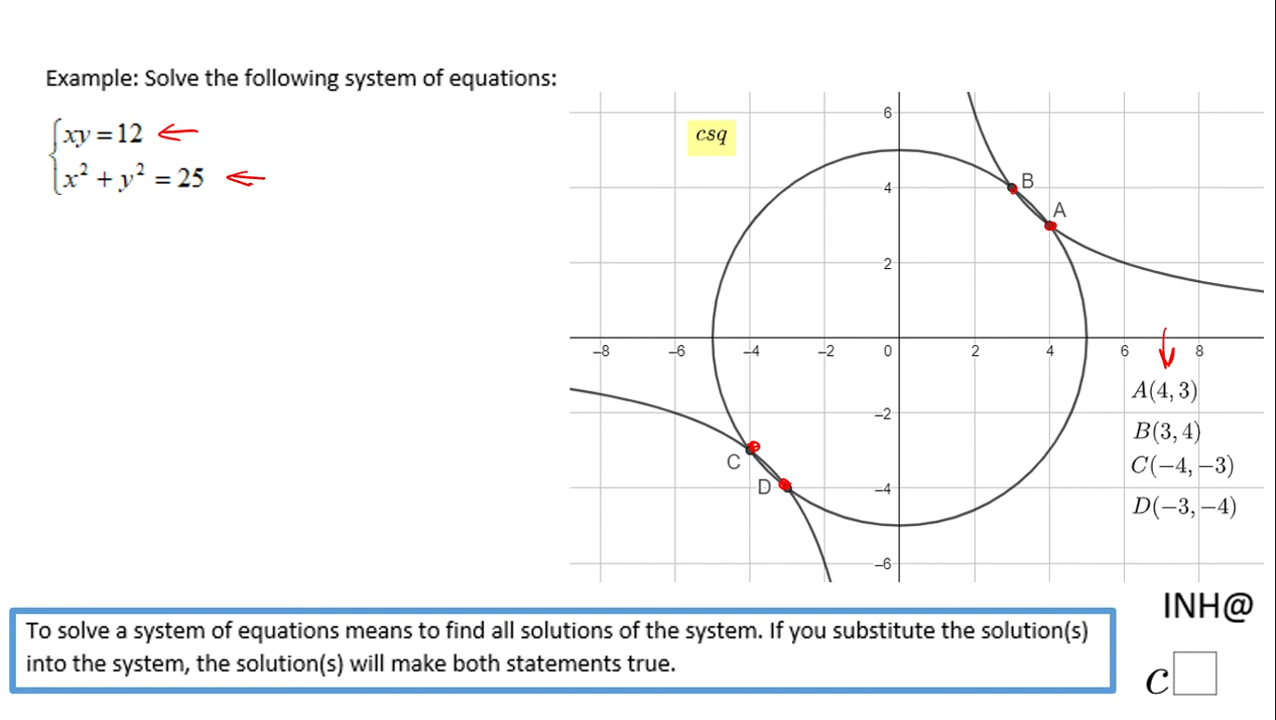 Example: Solve the following system of equations:
xy = 12
x² + y² = 25
csq
6
4
2
0
−2
−4
−6
−8
−6
−4
−2
2
4
6
8
B
A
C
D
A(4, 3)
B(3, 4)
C(−4, −3)
D(−3, −4)
To solve a system of equations means to find all solutions of the system. If you substitute the solution(s)
into the system, the solution(s) will make both statements true.
INH@
c